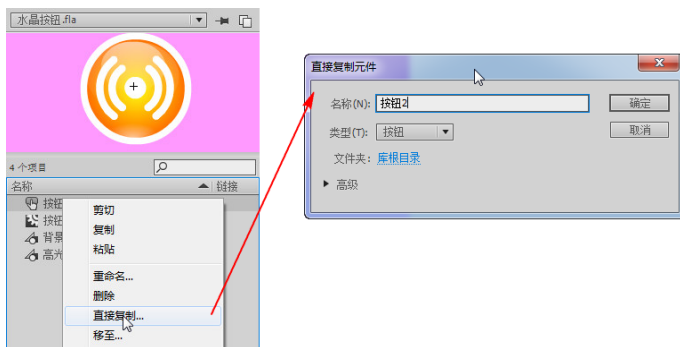 水晶按钮.fla
4 个项目
名称 链接
按钮
按钮
背景
高光
剪切
复制
粘贴
重命名...
删除
直接复制...
移至...
直接复制元件
名称(N): 按钮2 确定
类型(T): 按钮 取消
文件夹: 库根目录
高级